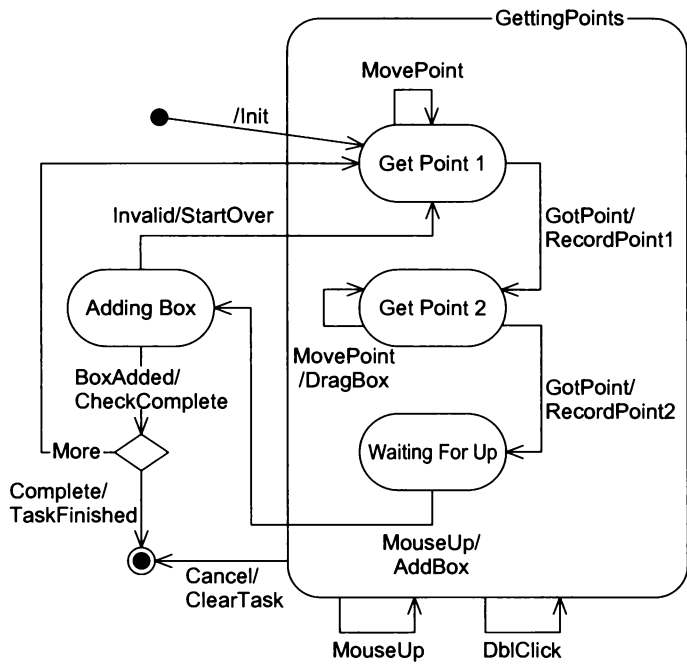 GettingPoints
MovePoint
/Init
Get Point 1
Invalid/StartOver
GotPoint/
RecordPoint1
Adding Box
Get Point 2
MovePoint
/DragBox
BoxAdded/
CheckComplete
GotPoint/
RecordPoint2
More
Waiting For Up
Complete/
TaskFinished
MouseUp/
AddBox
Cancel/
ClearTask
MouseUp
DblClick